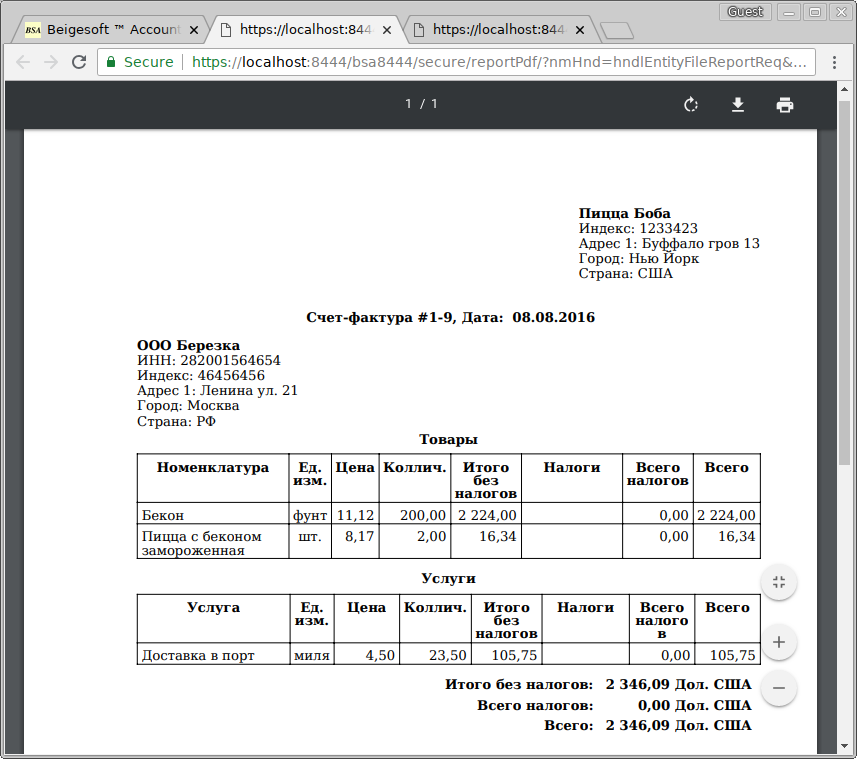 Guest
BSA Beigesoft ™ Account
https://localhost:844
https://localhost:844
Secure https://localhost:8444/bsa8444/secure/reportPdf/?nmHnd=hndlEntityFileReportReq&...
1 / 1
Пицца Боба
Индекс: 1233423
Адрес 1: Буффало гров 13
Город: Нью Йорк
Страна: США
Счет-фактура #1-9, Дата: 08.08.2016
ООО Березка
ИНН: 282001564654
Индекс: 46456456
Адрес 1: Ленина ул. 21
Город: Москва
Страна: РФ
Товары
Номенклатура Ед. изм. Цена Коллич. Итого без налогов Налоги Всего налогов Всего
Бекон фунт 11,12 200,00 2 224,00 0,00 2 224,00
Пицца с беконом замороженная шт. 8,17 2,00 16,34 0,00 16,34
Услуги
Услуга Ед. изм. Цена Коллич. Итого без налогов Налоги Всего налого в Всего
Доставка в порт миля 4,50 23,50 105,75 0,00 105,75
Итого без налогов: 2 346,09 Дол. США
Всего налогов: 0,00 Дол. США
Всего: 2 346,09 Дол. США